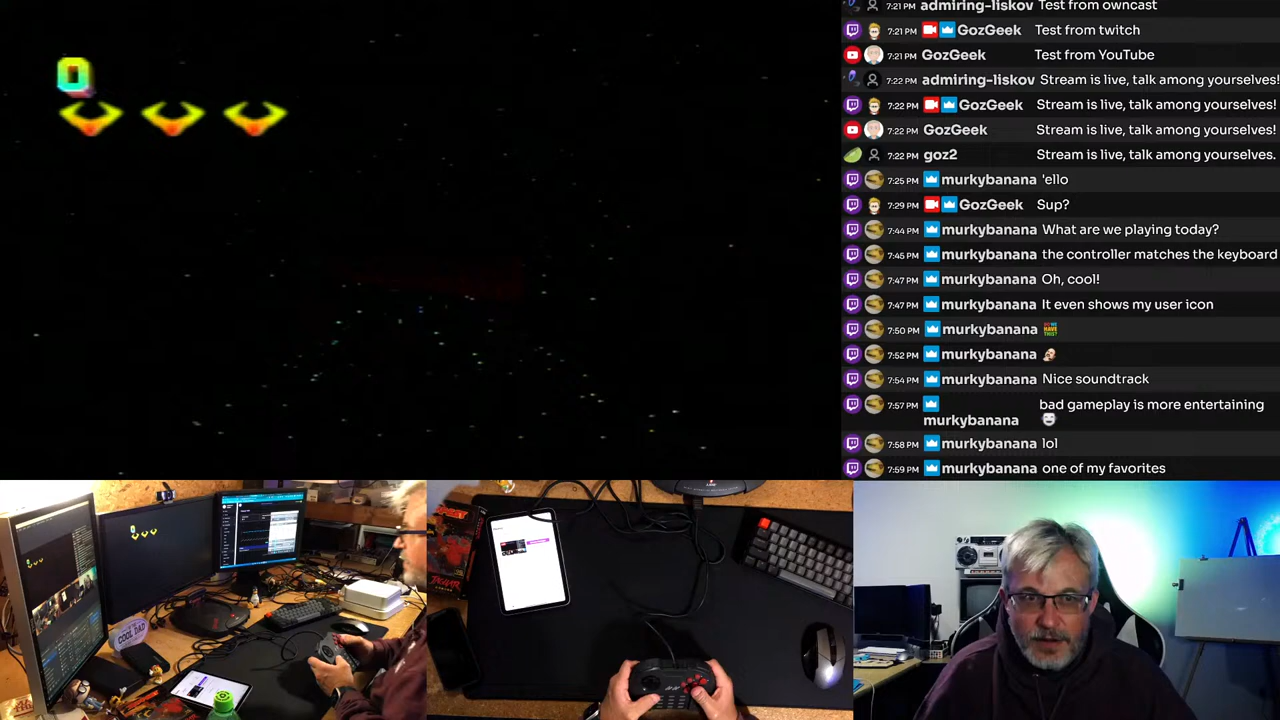 0
7:21 PM admiring-liskov Test from owncast
7:21 PM GozGeek Test from twitch
7:21 PM GozGeek Test from YouTube
7:22 PM admiring-liskov Stream is live, talk among yourselves!
7:22 PM GozGeek Stream is live, talk among yourselves!
7:22 PM GozGeek Stream is live, talk among yourselves!
7:22 PM goz2 Stream is live, talk among yourselves.
7:25 PM murkybanana 'ello
7:29 PM GozGeek Sup?
7:44 PM murkybanana What are we playing today?
7:45 PM murkybanana the controller matches the keyboard
7:47 PM murkybanana Oh, cool!
7:47 PM murkybanana It even shows my user icon
7:50 PM murkybanana
7:52 PM murkybanana
7:54 PM murkybanana Nice soundtrack
7:57 PM murkybanana bad gameplay is more entertaining
7:58 PM murkybanana lol
7:59 PM murkybanana one of my favorites
COOL DAD
JAGUAR